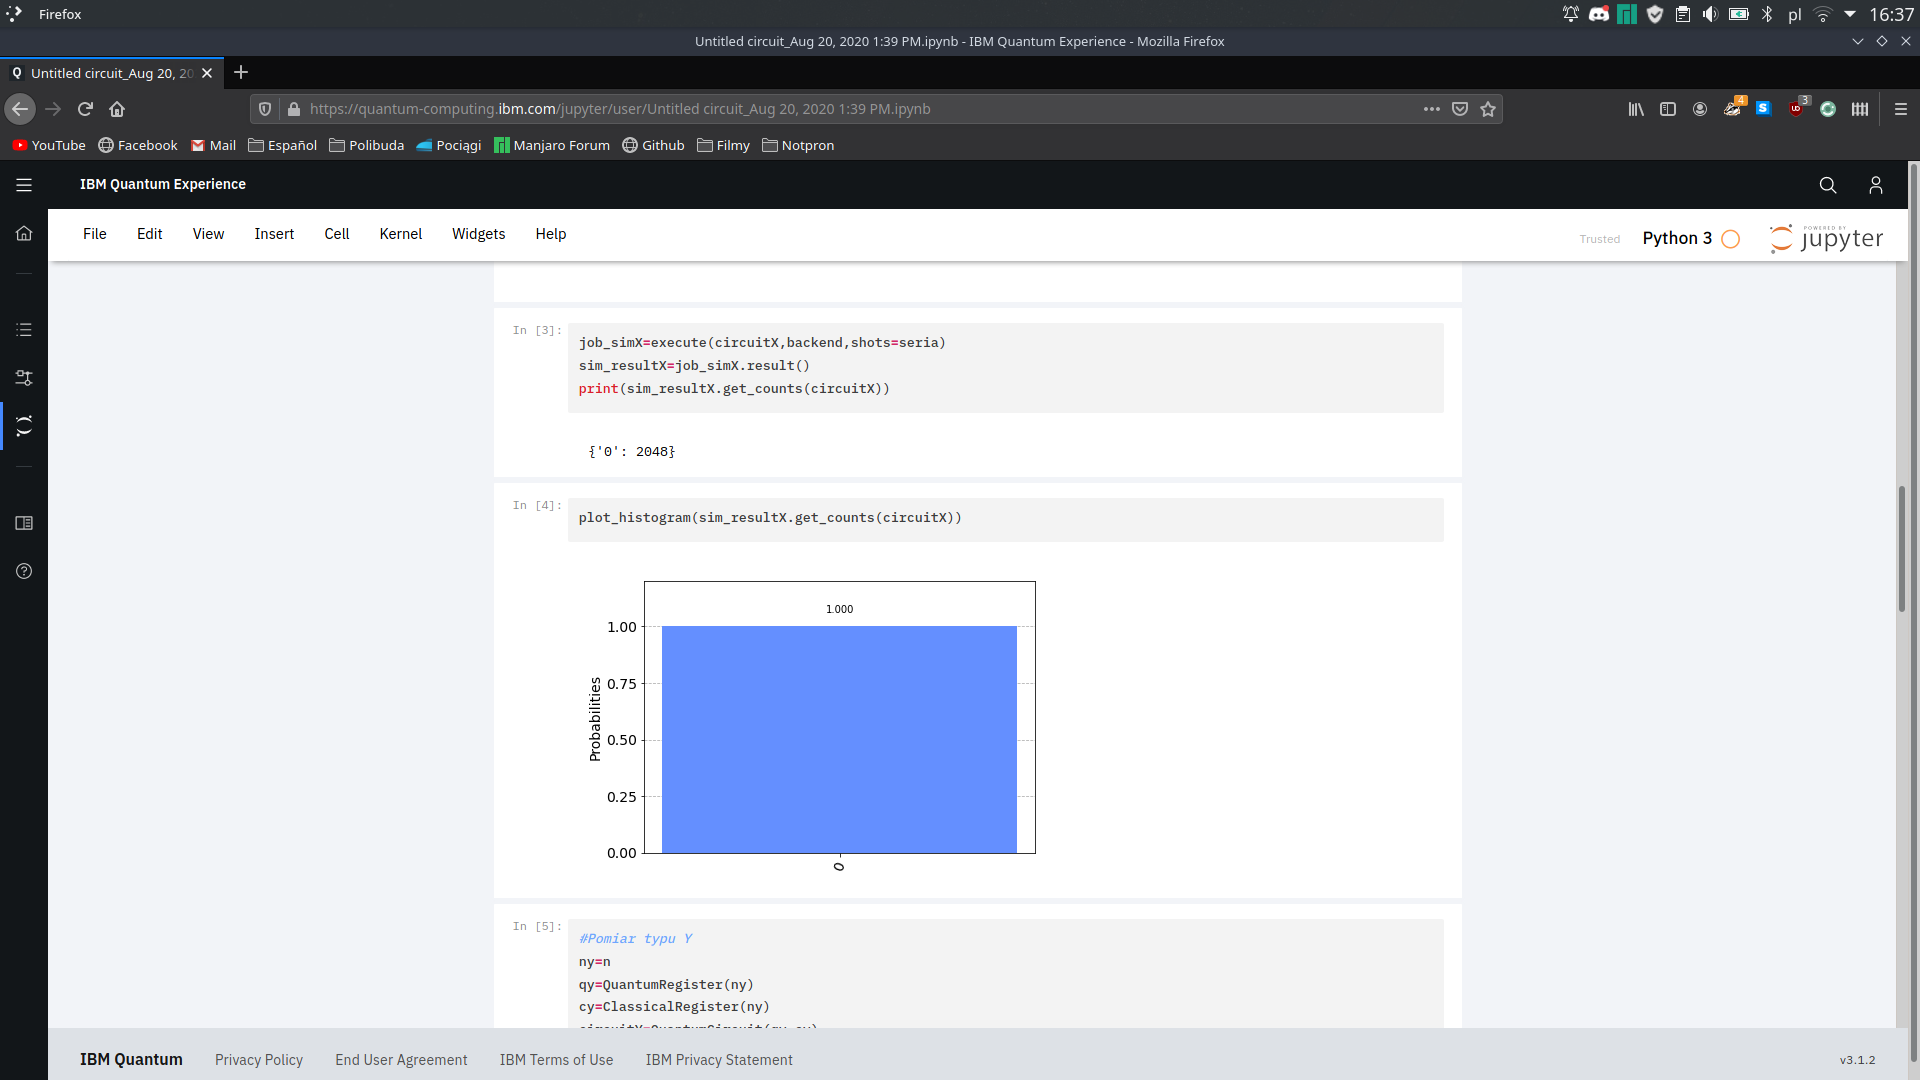 Firefox
pl
16:37
Untitled circuit_Aug 20, 2020 1:39 PM.ipynb - IBM Quantum Experience - Mozilla Firefox
Untitled circuit_Aug 20, 20
https://quantum-computing.ibm.com/jupyter/user/Untitled circuit_Aug 20, 2020 1:39 PM.ipynb
4
S
3
YouTube
Facebook
Mail
Español
Polibuda
Pociągi
Manjaro Forum
Github
Filmy
Notpron
IBM Quantum Experience
File
Edit
View
Insert
Cell
Kernel
Widgets
Help
Trusted
Python 3
POWERED BY
jupyter
In [3]:
job_simX=execute(circuitX,backend,shots=seria)
sim_resultX=job_simX.result()
print(sim_resultX.get_counts(circuitX))
{'0': 2048}
In [4]:
plot_histogram(sim_resultX.get_counts(circuitX))
1.000
1.00
0.75
0.50
0.25
0.00
Probabilities
0
In [5]:
#Pomiar typu Y
ny=n
qy=QuantumRegister(ny)
cy=ClassicalRegister(ny)
IBM Quantum
Privacy Policy
End User Agreement
IBM Terms of Use
IBM Privacy Statement
v3.1.2